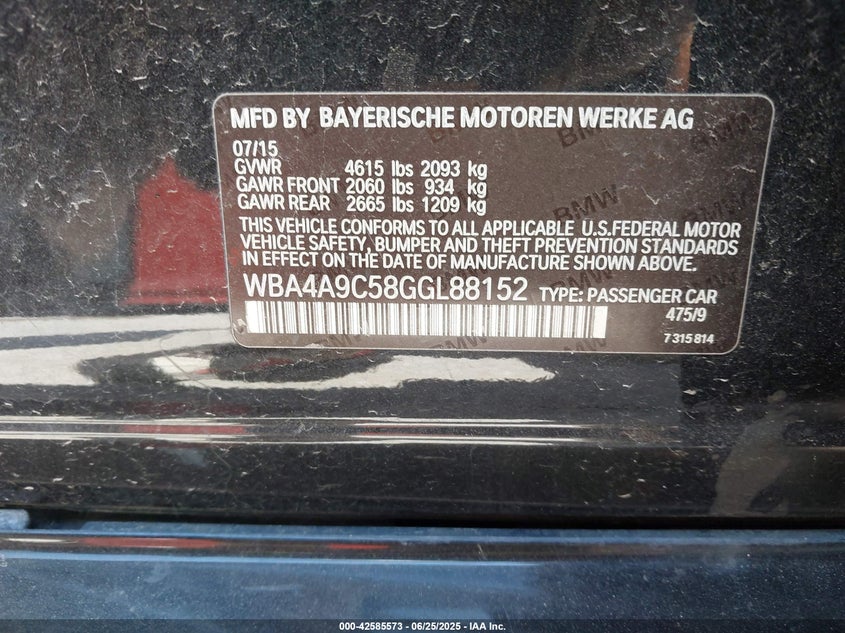 MFD BY BAYERISCHE MOTOREN WERKE AG
07/15
GVWR 4615 lbs 2093 kg
GAWR FRONT 2060 lbs 934 kg
GAWR REAR 2665 lbs 1209 kg
THIS VEHICLE CONFORMS TO ALL APPLICABLE U.S.FEDERAL MOTOR
VEHICLE SAFETY, BUMPER AND THEFT PREVENTION STANDARDS
IN EFFECT ON THE DATE OF MANUFACTURE SHOWN ABOVE.
WBA4A9C58GGL88152 TYPE: PASSENGER CAR
475/9
7315814
000-42585573 | 06/25/2025 - IAA Inc.